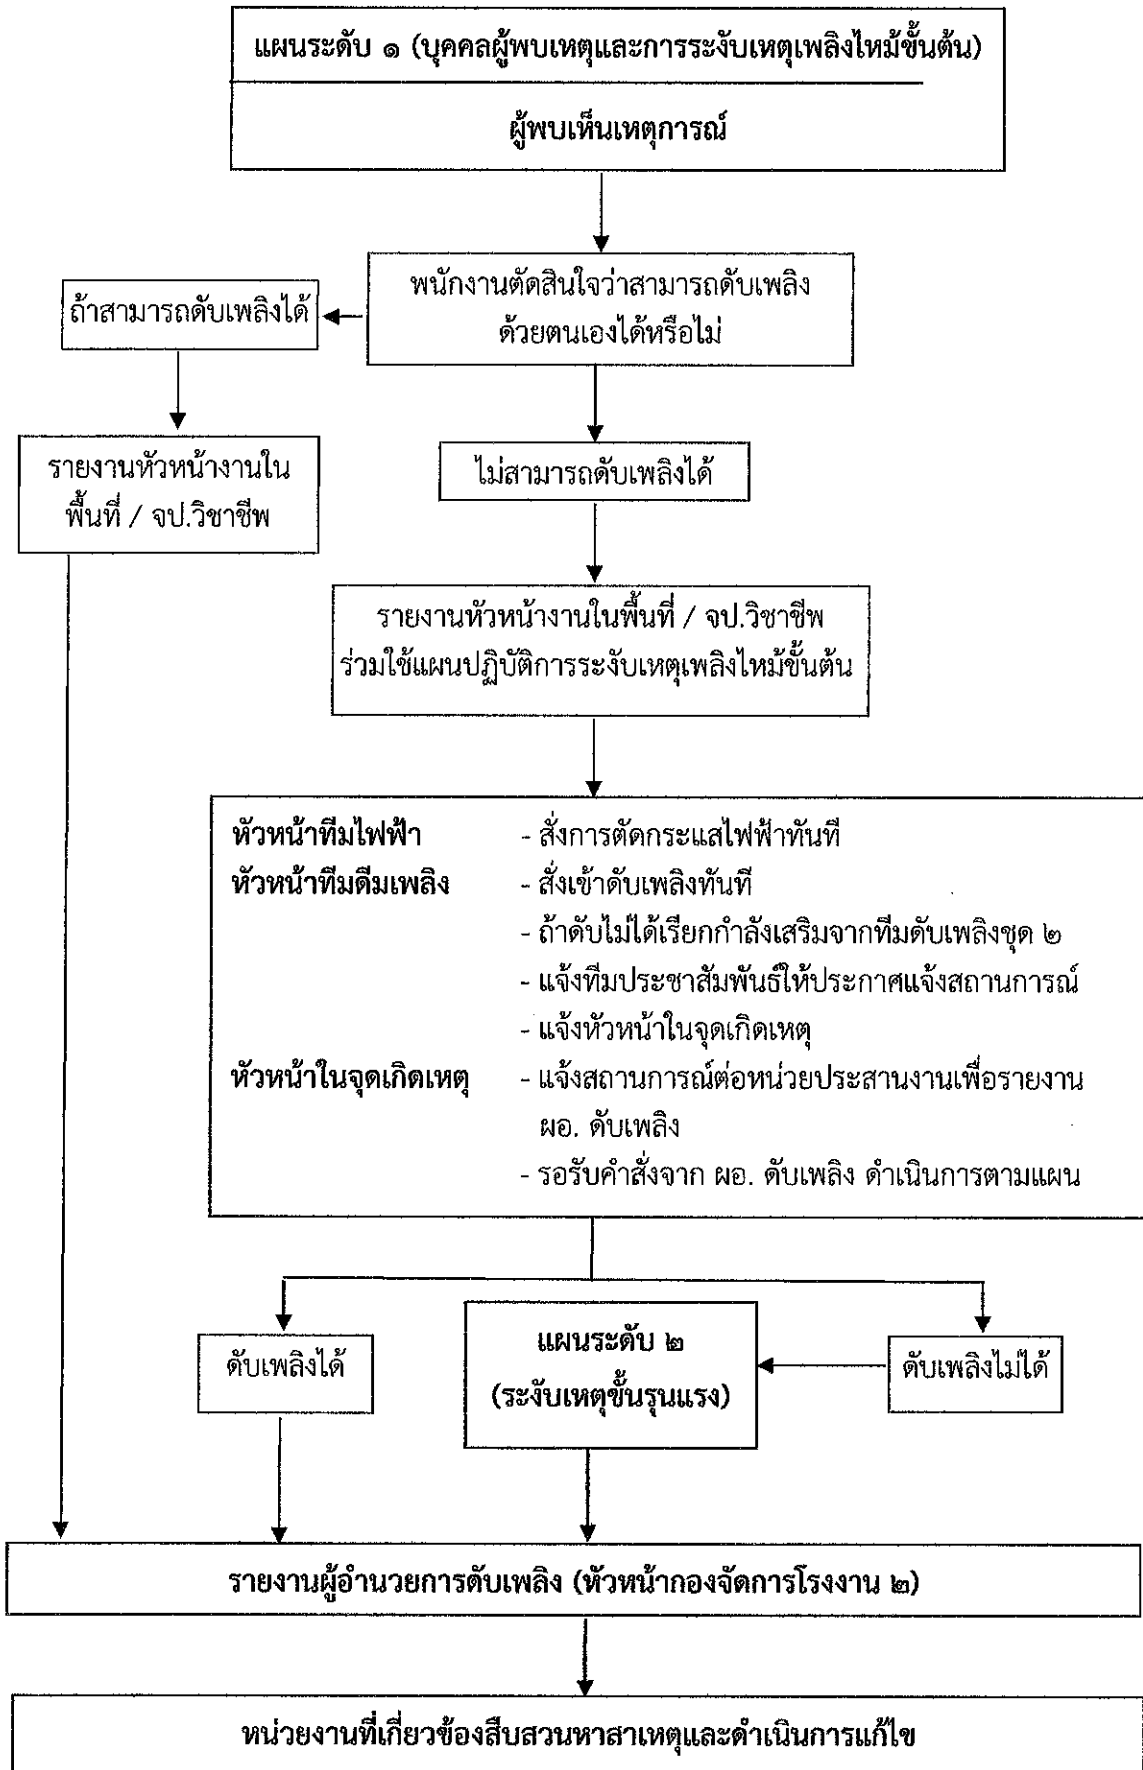 แผนระดับ ๑ (บุคคลผู้พบเหตุและการระงับเหตุเพลิงไหม้ขั้นต้น)
ผู้พบเห็นเหตุการณ์
พนักงานตัดสินใจว่าสามารถดับเพลิง
ด้วยตนเองได้หรือไม่
ถ้าสามารถดับเพลิงได้
รายงานหัวหน้างานใน
พื้นที่ / จป.วิชาชีพ
ไม่สามารถดับเพลิงได้
รายงานหัวหน้างานในพื้นที่ / จป.วิชาชีพ
ร่วมใช้แผนปฏิบัติการระงับเหตุเพลิงไหม้ขั้นต้น
หัวหน้าทีมไฟฟ้า - สั่งการตัดกระแสไฟฟ้าทันที
หัวหน้าทีมดีมเพลิง - สั่งเข้าดับเพลิงทันที
- ถ้าดับไม่ได้เรียกกำลังเสริมจากทีมดับเพลิงชุด ๒
- แจ้งทีมประชาสัมพันธ์ให้ประกาศแจ้งสถานการณ์
- แจ้งหัวหน้าในจุดเกิดเหตุ
หัวหน้าในจุดเกิดเหตุ - แจ้งสถานการณ์ต่อหน่วยประสานงานเพื่อรายงาน
ผอ. ดับเพลิง
- รอรับคำสั่งจาก ผอ. ดับเพลิง ดำเนินการตามแผน
ดับเพลิงได้
แผนระดับ ๒
(ระงับเหตุขั้นรุนแรง)
ดับเพลิงไม่ได้
รายงานผู้อำนวยการดับเพลิง (หัวหน้ากองจัดการโรงงาน ๒)
หน่วยงานที่เกี่ยวข้องสืบสวนหาสาเหตุและดำเนินการแก้ไข